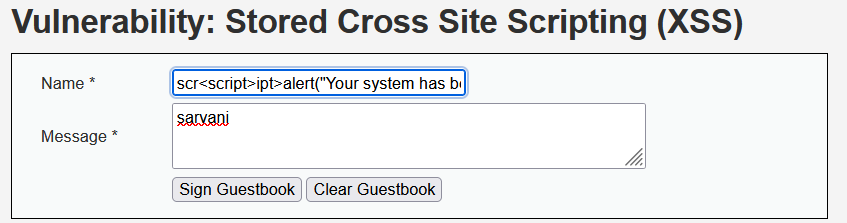 Vulnerability: Stored Cross Site Scripting (XSS)
Name * scr<script>ipt>alert("Your system has b
Message * sarvani
Sign Guestbook Clear Guestbook